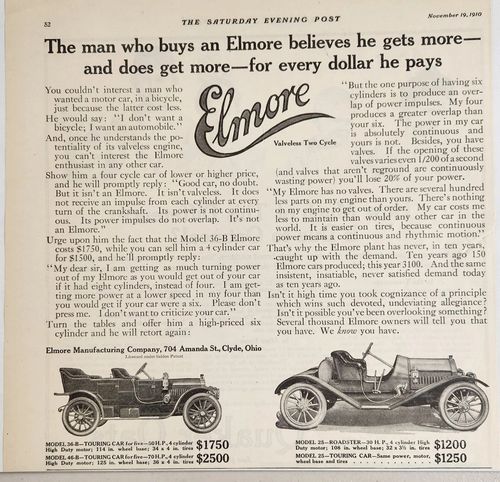 52
THE SATURDAY EVENING POST
November 19, 1910
The man who buys an Elmore believes he gets more—
and does get more—for every dollar he pays
You couldn't interest a man who
wanted a motor car, in a bicycle,
just because the latter cost less.
He would say: "I don't want a
bicycle; I want an automobile."
And, once he understands the po-
tentiality of its valveless engine,
you can't interest the Elmore
enthusiast in any other car.
Show him a four cycle car of lower or higher price,
and he will promptly reply: "Good car, no doubt.
But it isn't an Elmore. It isn't valveless. It does
not receive an impulse from each cylinder at every
turn of the crankshaft. Its power is not continu-
ous. Its power impulses do not overlap. It's not
an Elmore."
Urge upon him the fact that the Model 36-B Elmore
costs $1750, while you can sell him a 4 cylinder car
for $1500, and he'll promptly reply:
"My dear sir, I am getting as much turning power
out of my Elmore as you would get out of your car
if it had eight cylinders, instead of four. I am get-
ting more power at a lower speed in my four than
you would get if your car were a six. Please don't
press me. I don't want to criticize your car."
Turn the tables and offer him a high-priced six
cylinder and he will retort again:
Elmore
Valveless Two Cycle
"But the one purpose of having six
cylinders is to produce an over-
lap of power impulses. My four
produces a greater overlap than
your six. The power in my car
is absolutely continuous and
yours is not. Besides, you have
valves. If the opening of these
valves varies even 1/200 of a second
(and valves that aren't reground are continuously
wasting power) you'll lose 20% of your power.
"My Elmore has no valves. There are several hundred
less parts on my engine than yours. There's nothing
on my engine to get out of order. My car costs me
less to maintain than would any other car in the
world. It is easier on tires, because continuous
power means a continuous and rhythmic motion."
That's why the Elmore plant has never, in ten years,
caught up with the demand. Ten years ago 150
Elmore cars produced; this year 3100. And the same
insistent, insatiable, never satisfied demand today
as ten years ago.
Isn't it high time you took cognizance of a principle
which wins such devoted, undeviating allegiance?
Isn't it possible you've been overlooking something?
Several thousand Elmore owners will tell you that
you have. We know you have.
Elmore Manufacturing Company, 704 Amanda St., Clyde, Ohio
Licensed under Selden Patent
MODEL 36-B—TOURING CAR for five—50 H.P., 4 cylinder
High Duty motor; 114 in. wheel base; 34 x 4 in. tires $1750
MODEL 46-B—TOURING CAR for five—70 H.P., 4 cylinder
High Duty motor; 125 in. wheel base; 36 x 4 in. tires $2500
MODEL 25—ROADSTER—30 H. P., 4 cylinder High
Duty motor; 108 in. wheel base; 32 x 3½ in. tires $1200
MODEL 25—TOURING CAR—Same power, motor,
wheel base and tires $1250